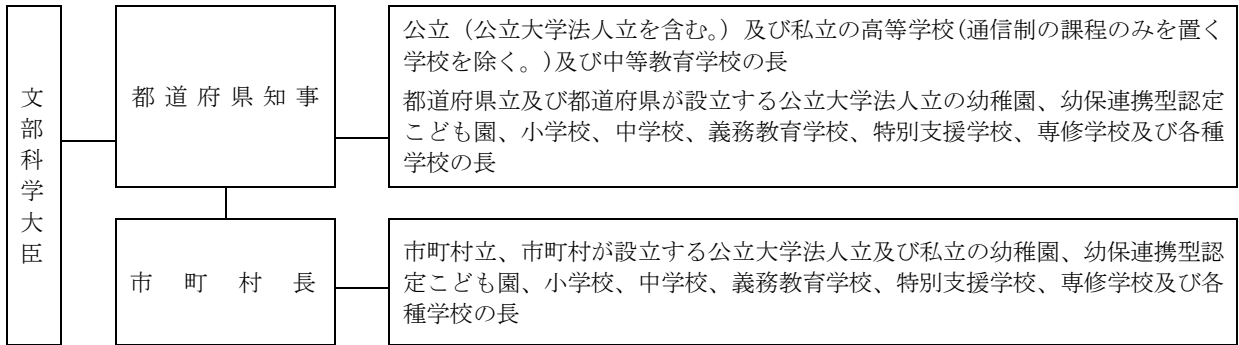 文部科学大臣
都道府県知事
公立（公立大学法人立を含む。）及び私立の高等学校(通信制の課程のみを置く
学校を除く。)及び中等教育学校の長
都道府県立及び都道府県が設立する公立大学法人立の幼稚園、幼保連携型認定
こども園、小学校、中学校、義務教育学校、特別支援学校、専修学校及び各種
学校の長
市町村長
市町村立、市町村が設立する公立大学法人立及び私立の幼稚園、幼保連携型認
定こども園、小学校、中学校、義務教育学校、特別支援学校、専修学校及び各
種学校の長